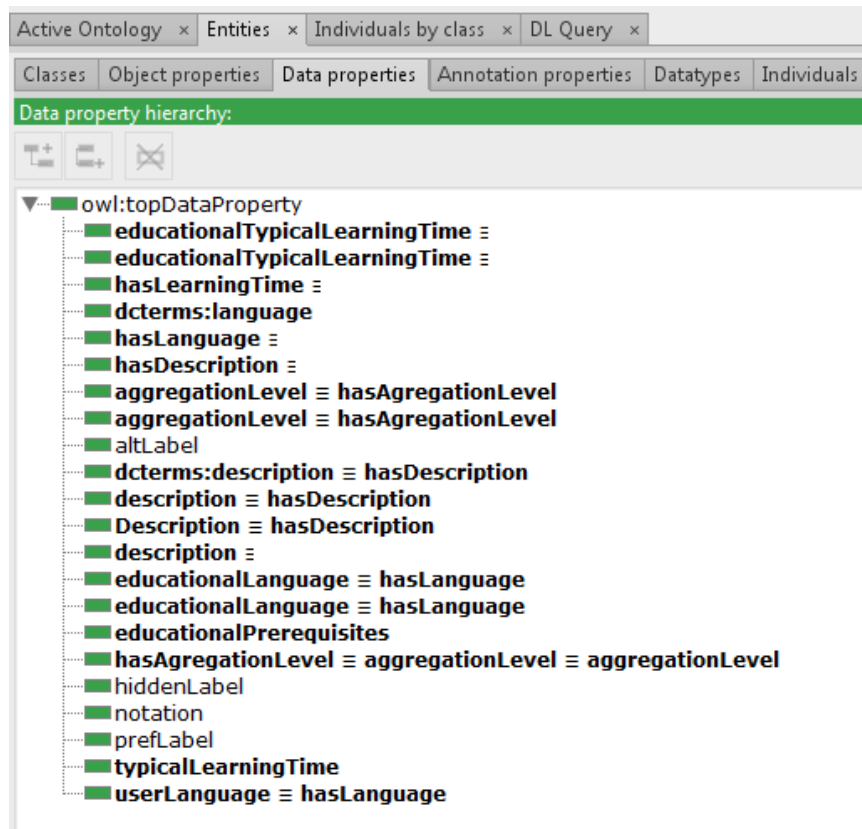 Active Ontology × Entities × Individuals by class × DL Query ×
Classes Object properties Data properties Annotation properties Datatypes Individuals
Data property hierarchy:
owl:topDataProperty
educationalTypicalLearningTime ≡
educationalTypicalLearningTime ≡
hasLearningTime ≡
dcterms:language
hasLanguage ≡
hasDescription ≡
aggregationLevel ≡ hasAgregationLevel
aggregationLevel ≡ hasAgregationLevel
altLabel
dcterms:description ≡ hasDescription
description ≡ hasDescription
Description ≡ hasDescription
description ≡
educationalLanguage ≡ hasLanguage
educationalLanguage ≡ hasLanguage
educationalPrerequisites
hasAgregationLevel ≡ aggregationLevel ≡ aggregationLevel
hiddenLabel
notation
prefLabel
typicalLearningTime
userLanguage ≡ hasLanguage